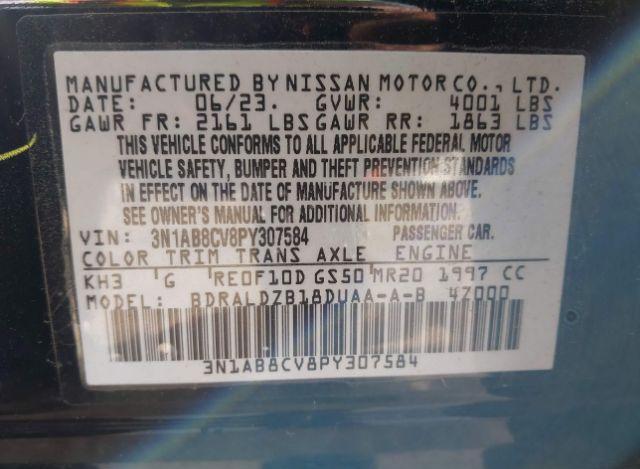 MANUFACTURED BY NISSAN MOTOR CO., LTD.
DATE: 06/23. GVWR: 4001 LBS
GAWR FR: 2161 LBS GAWR RR: 1863 LBS
THIS VEHICLE CONFORMS TO ALL APPLICABLE FEDERAL MOTOR
VEHICLE SAFETY, BUMPER AND THEFT PREVENTION STANDARDS
IN EFFECT ON THE DATE OF MANUFACTURE SHOWN ABOVE.
SEE OWNER'S MANUAL FOR ADDITIONAL INFORMATION.
VIN: 3N1AB8CV8PY307584 PASSENGER CAR.
COLOR TRIM TRANS AXLE ENGINE
KH3 G RE0F10D GS50 MR20 1997 CC
MODEL: BDRALDZB18DUAA-A-B 47000
3N1AB8CV8PY307584